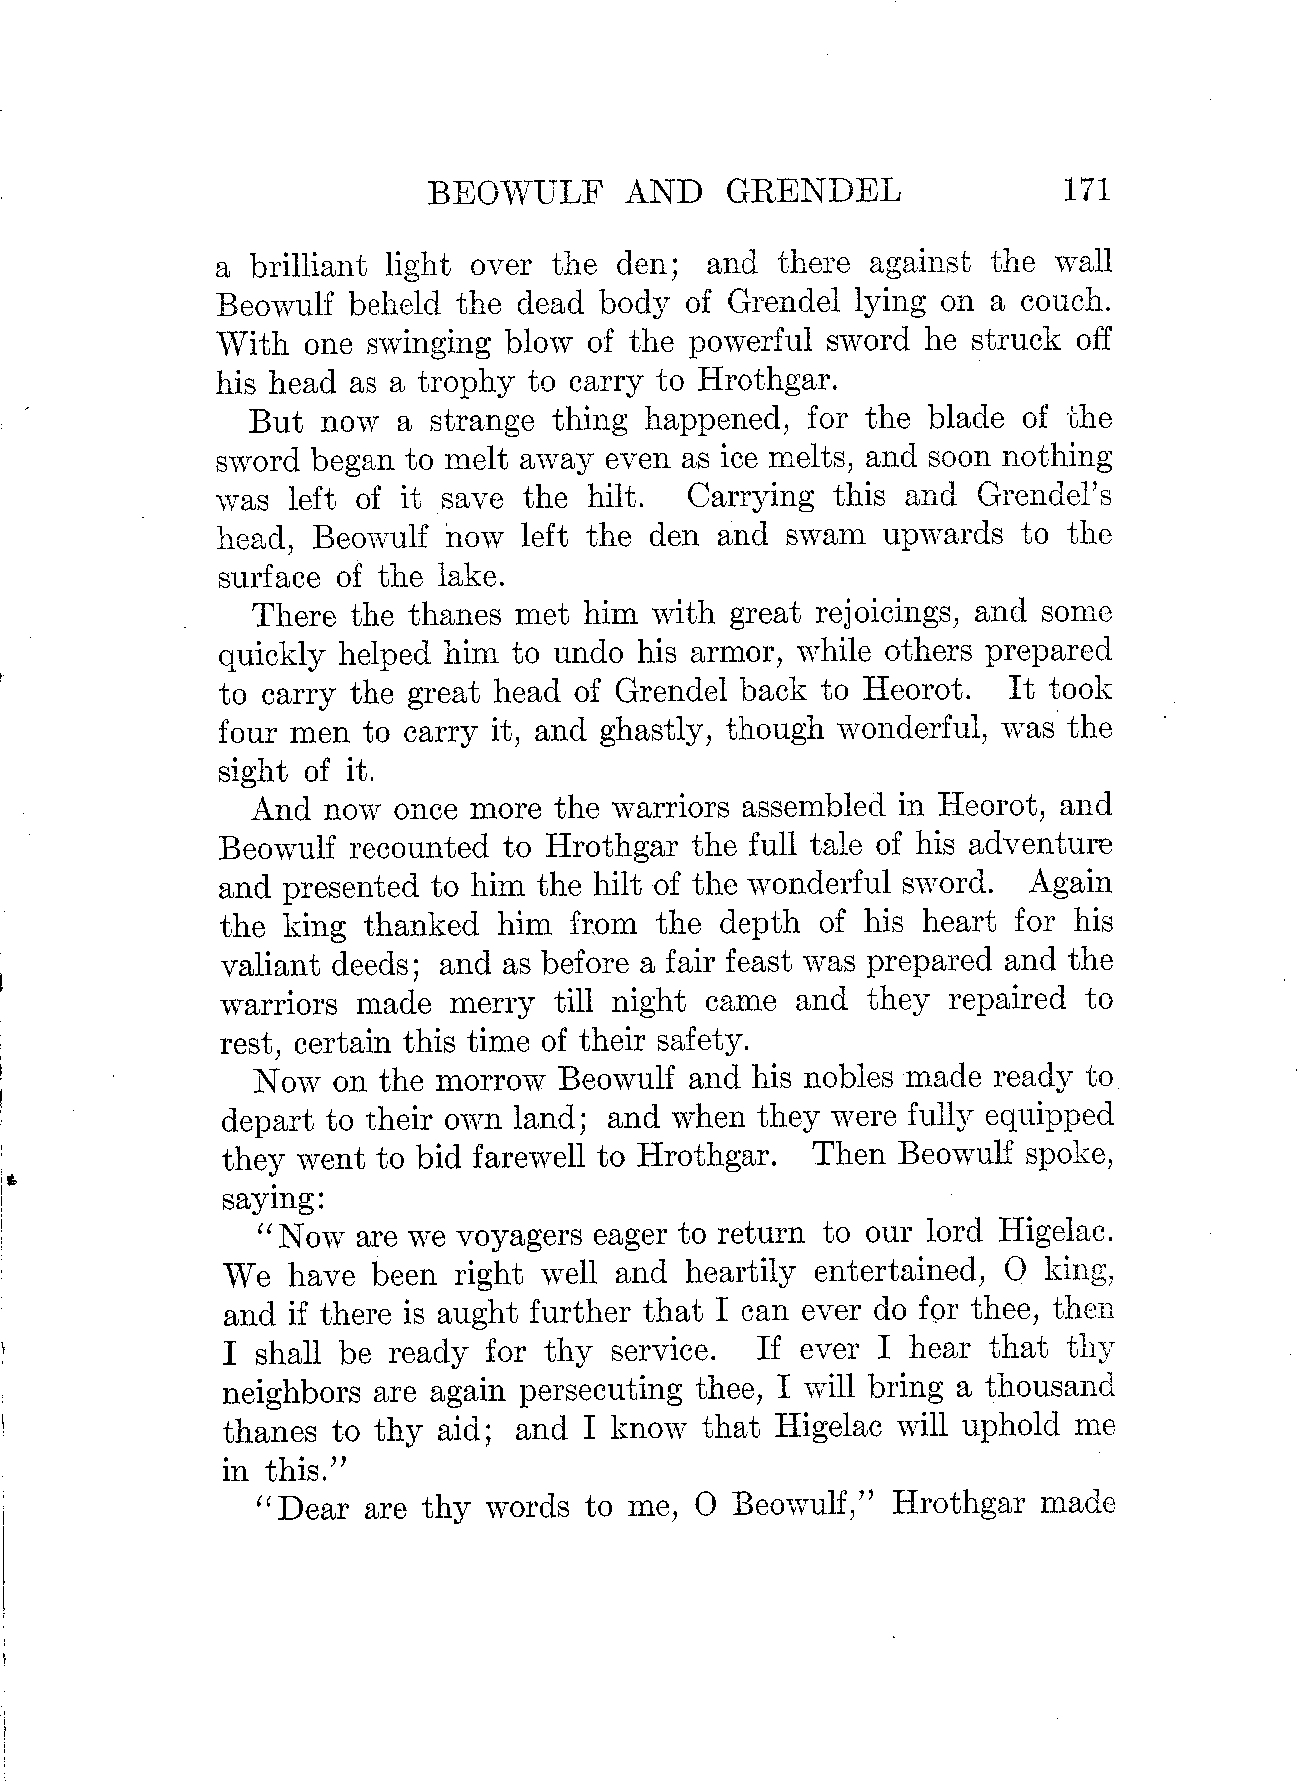 BEOWULF AND GRENDEL 171
a brilliant light over the den; and there against the wall
Beowulf beheld the dead body of Grendel lying on a couch.
With one swinging blow of the powerful sword he struck off
his head as a trophy to carry to Hrothgar.
But now a strange thing happened, for the blade of the
sword began to melt away even as ice melts, and soon nothing
was left of it save the hilt. Carrying this and Grendel's
head, Beowulf now left the den and swam upwards to the
surface of the lake.
There the thanes met him with great rejoicings, and some
quickly helped him to undo his armor, while others prepared
to carry the great head of Grendel back to Heorot. It took
four men to carry it, and ghastly, though wonderful, was the
sight of it.
And now once more the warriors assembled in Heorot, and
Beowulf recounted to Hrothgar the full tale of his adventure
and presented to him the hilt of the wonderful sword. Again
the king thanked him from the depth of his heart for his
valiant deeds; and as before a fair feast was prepared and the
warriors made merry till night came and they repaired to
rest, certain this time of their safety.
Now on the morrow Beowulf and his nobles made ready to
depart to their own land; and when they were fully equipped
they went to bid farewell to Hrothgar. Then Beowulf spoke,
saying:
"Now are we voyagers eager to return to our lord Higelac.
We have been right well and heartily entertained, O king,
and if there is aught further that I can ever do for thee, then
I shall be ready for thy service. If ever I hear that thy
neighbors are again persecuting thee, I will bring a thousand
thanes to thy aid; and I know that Higelac will uphold me
in this."
"Dear are thy words to me, O Beowulf," Hrothgar made